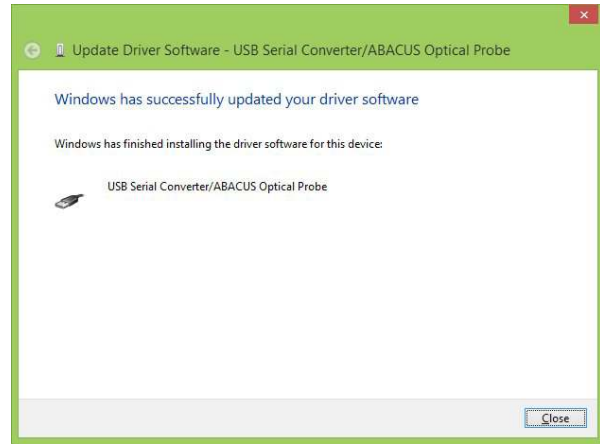 Update Driver Software - USB Serial Converter/ABACUS Optical Probe
Windows has successfully updated your driver software
Windows has finished installing the driver software for this device:
USB Serial Converter/ABACUS Optical Probe
Close